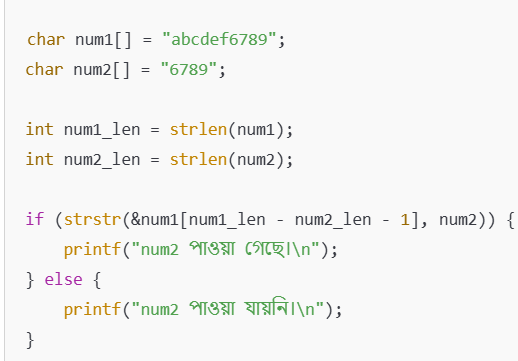 char num1[] = "abcdef6789";
char num2[] = "6789";
int num1_len = strlen(num1);
int num2_len = strlen(num2);
if (strstr(&num1[num1_len - num2_len - 1], num2)) {
printf("num2 পাওয়া গেছে।\n");
} else {
printf("num2 পাওয়া যায়নি।\n");
}